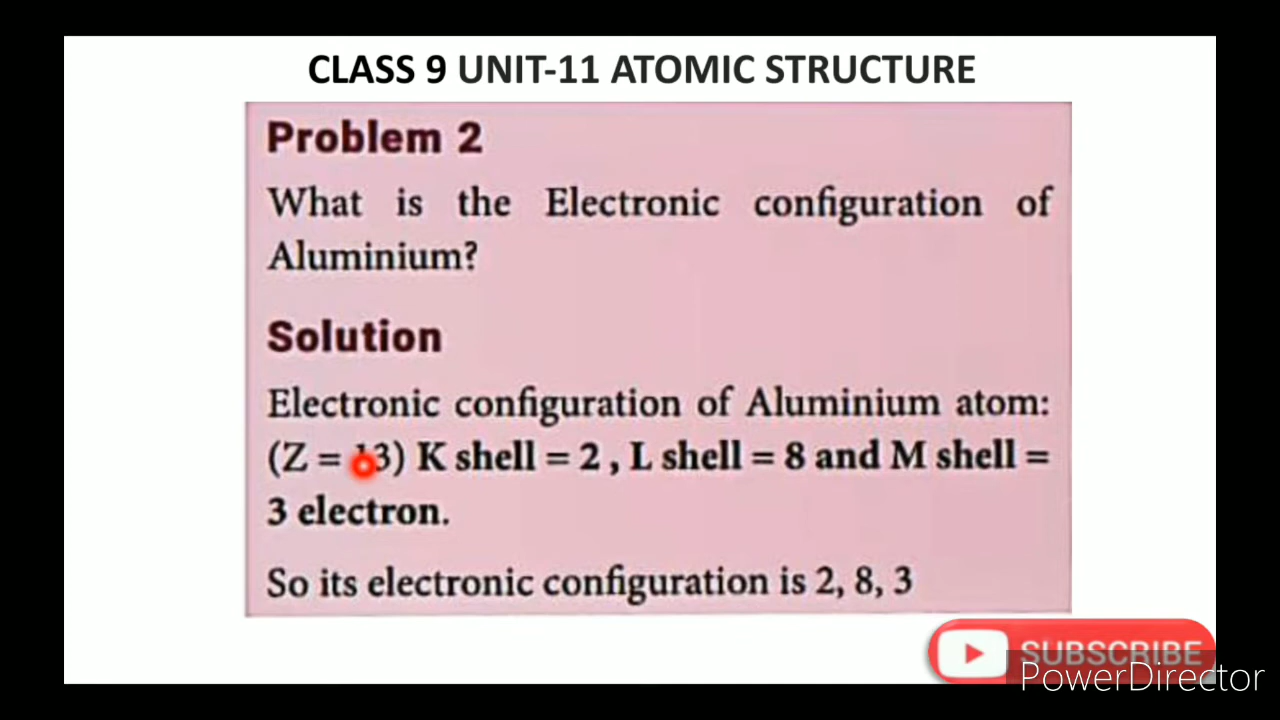 CLASS 9 UNIT-11 ATOMIC STRUCTURE
Problem 2
What is the Electronic configuration of
Aluminium?
Solution
Electronic configuration of Aluminium atom:
(Z = 13) K shell = 2 , L shell = 8 and M shell =
3 electron.
So its electronic configuration is 2, 8, 3
SUBSCRIBE
PowerDirector